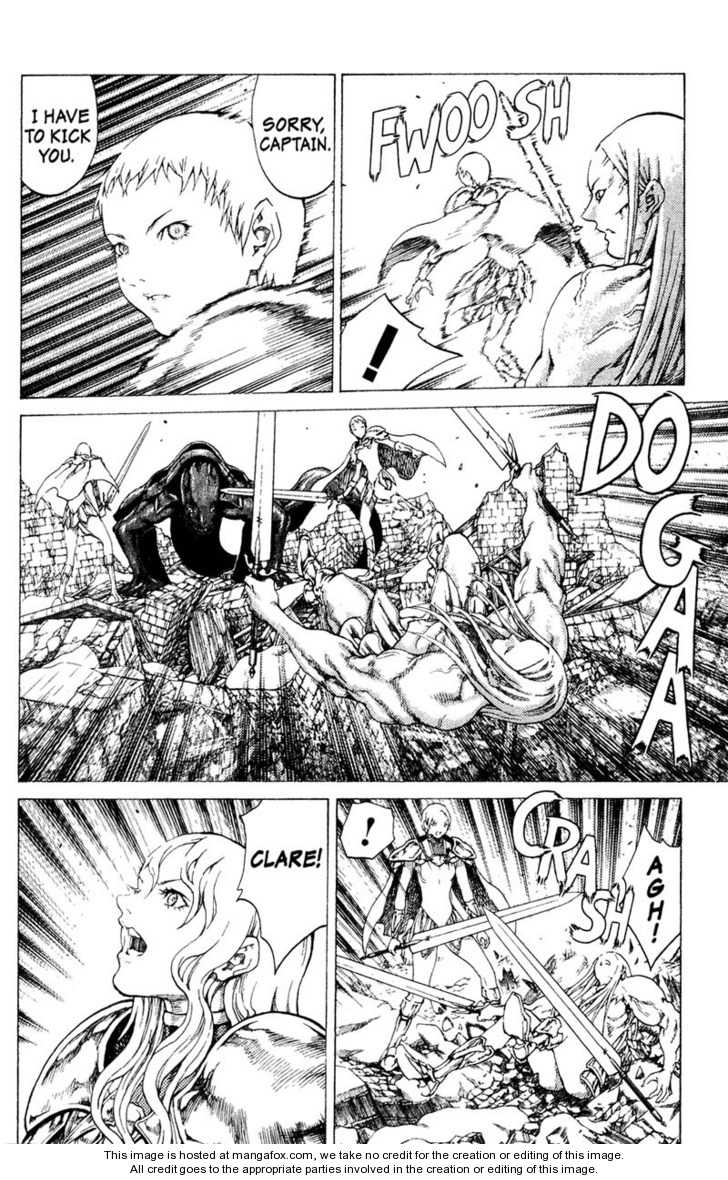 FWOOSH
!
SORRY,
CAPTAIN.
I HAVE
TO KICK
YOU.
DOGAA
AGH!
CRASH
!
CLARE!
This image is hosted at mangafox.com, we take no credit for the creation or editing of this image.
All credit goes to the appropriate parties involved in the creation or editing of this image.